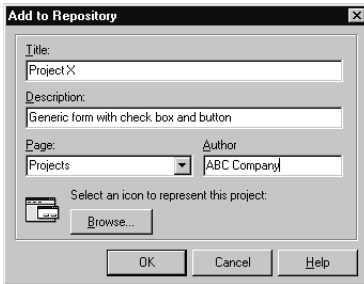 Add to Repository
Title:
Project X
Description:
Generic form with check box and button
Page: Author
Projects ABC Company
Select an icon to represent this project:
Browse...
OK Cancel Help